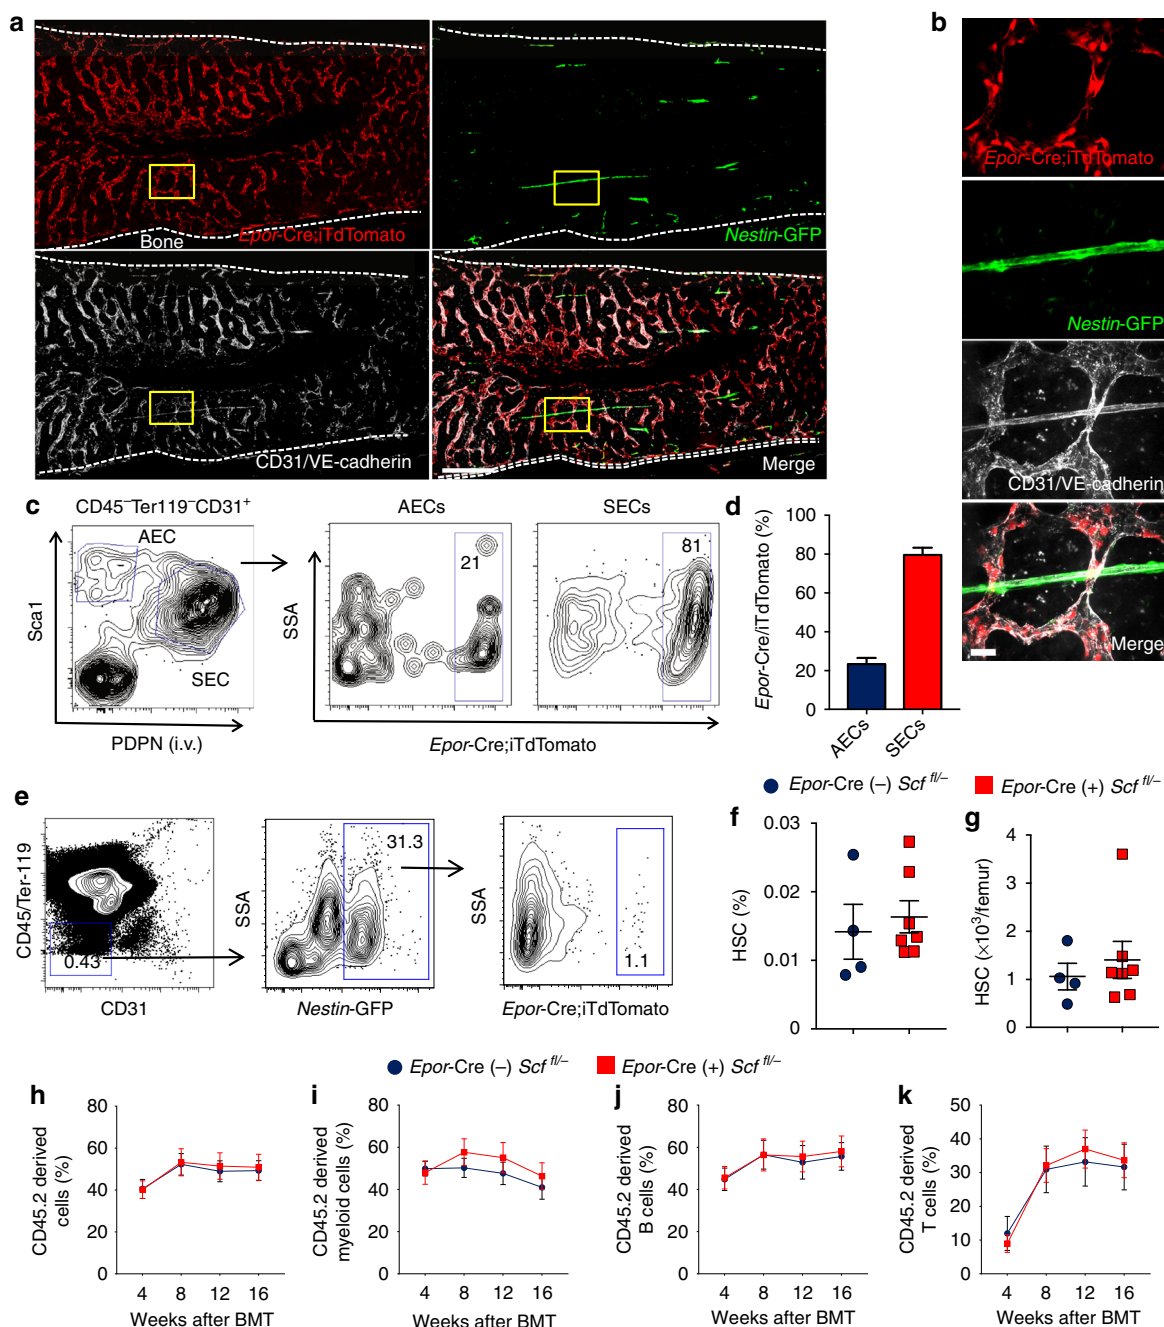 a
Bone
Epor-Cre;iTdTomato
Nestin-GFP
CD31/VE-cadherin
Merge
b
Epor-Cre;iTdTomato
Nestin-GFP
CD31/VE-cadherin
Merge
c
CD45⁻Ter119⁻CD31⁺
AEC
SEC
Sca1
PDPN (i.v.)
AECs
SECs
SSA
21
81
Epor-Cre;iTdTomato
d
Epor-Cre/iTdTomato (%)
100
80
60
40
20
0
AECs
SECs
e
CD45/Ter-119
0.43
CD31
SSA
31.3
Nestin-GFP
SSA
1.1
Epor-Cre;iTdTomato
Epor-Cre (–) Scf fl/–
Epor-Cre (+) Scf fl/–
f
HSC (%)
0.03
0.02
0.01
0
g
HSC (×10³/femur)
4
3
2
1
0
Epor-Cre (–) Scf fl/–
Epor-Cre (+) Scf fl/–
h
CD45.2 derived
cells (%)
80
60
40
20
0
4 8 12 16
Weeks after BMT
i
CD45.2 derived
myeloid cells (%)
80
60
40
20
0
4 8 12 16
Weeks after BMT
j
CD45.2 derived
B cells (%)
80
60
40
20
0
4 8 12 16
Weeks after BMT
k
CD45.2 derived
T cells (%)
50
40
30
20
10
0
4 8 12 16
Weeks after BMT